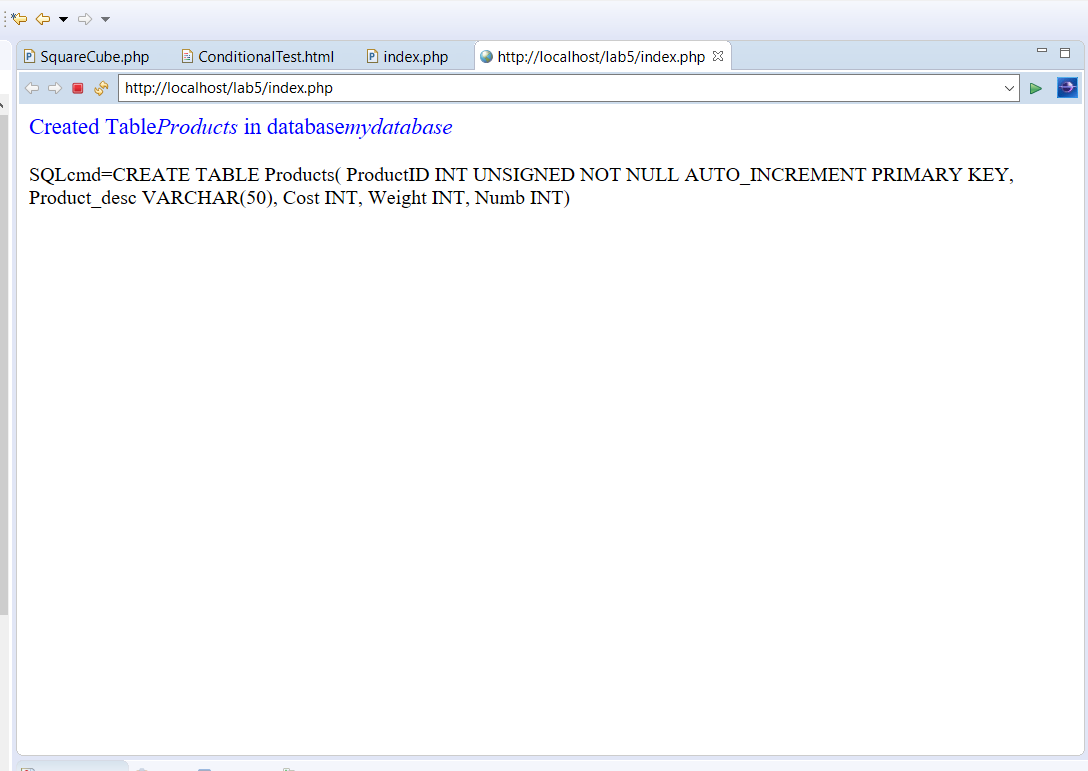 SquareCube.php
ConditionalTest.html
index.php
http://localhost/lab5/index.php
http://localhost/lab5/index.php
Created TableProducts in databasemydatabase
SQLcmd=CREATE TABLE Products( ProductID INT UNSIGNED NOT NULL AUTO_INCREMENT PRIMARY KEY,
Product_desc VARCHAR(50), Cost INT, Weight INT, Numb INT)